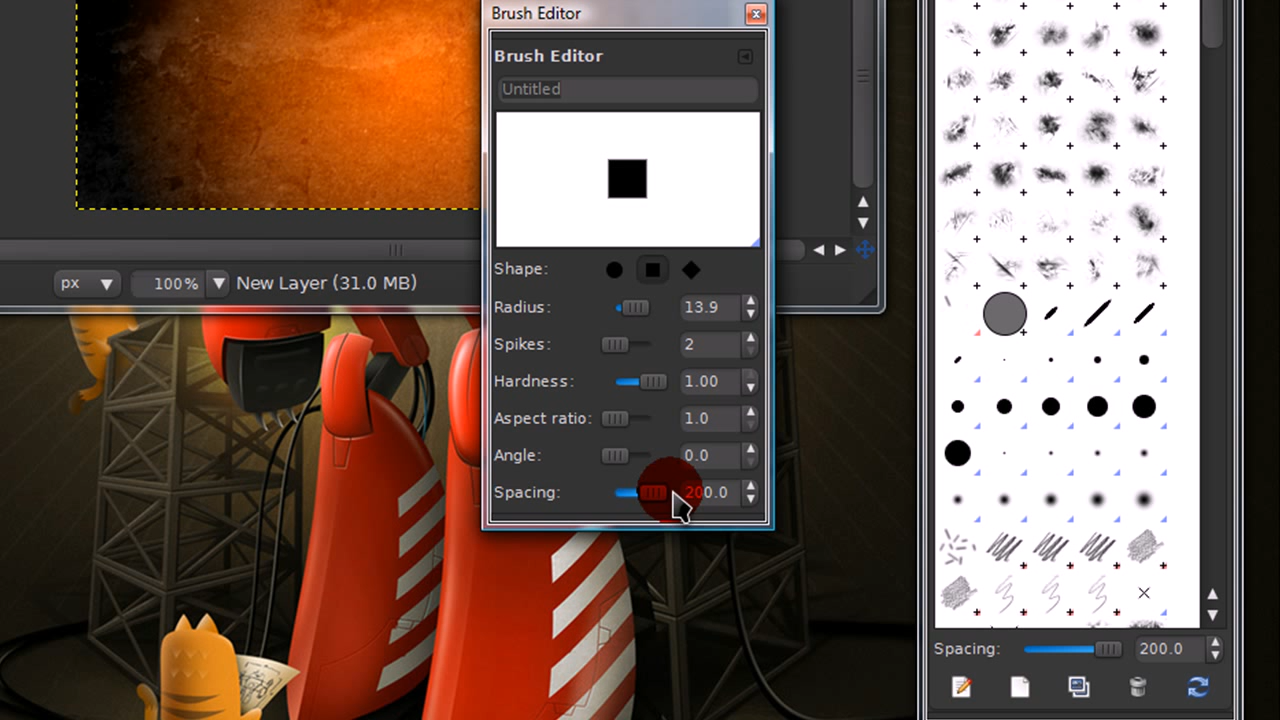 Brush Editor
Brush Editor
Untitled
Shape:
Radius: 13.9
Spikes: 2
Hardness: 1.00
Aspect ratio: 1.0
Angle: 0.0
Spacing: 200.0
px 100% New Layer (31.0 MB)
Spacing: 200.0